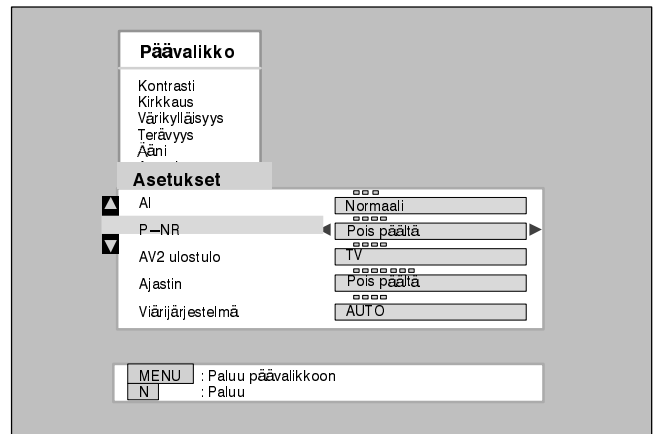 Päävalikko
Kontrasti
Kirkkaus
Värikylläisyys
Terävyys
Ääni
Asetukset
AI Normaali
P–NR Pois päältä
AV2 ulostulo TV
Ajastin Pois päältä
Viärijärjestelmä AUTO
MENU : Paluu päävalikkoon
N : Paluu